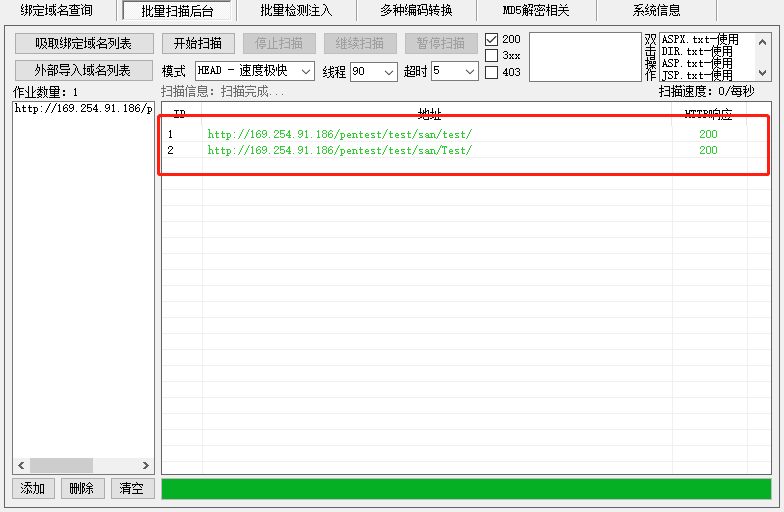 绑定域名查询 批量扫描后台 批量检测注入 多种编码转换 MD5解密相关 系统信息
吸取绑定域名列表 开始扫描 停止扫描 继续扫描 暂停扫描 200
3xx
外部导入域名列表 模式 HEAD - 速度极快 线程 90 超时 5 403
双击操作
ASPX.txt-使用
DIR.txt-使用
ASP.txt-使用
JSP.txt-使用
作业数量: 1 扫描信息: 扫描完成... 扫描速度: 0/每秒
http://169.254.91.186/p
ID 地址 HTTP响应
1 http://169.254.91.186/pentest/test/san/test/ 200
2 http://169.254.91.186/pentest/test/san/Test/ 200
添加 删除 清空